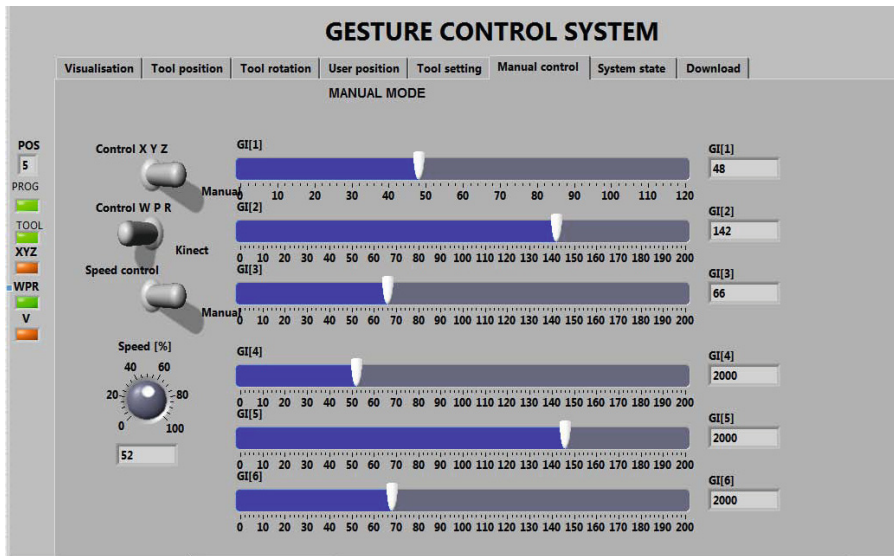 GESTURE CONTROL SYSTEM
Visualisation Tool position Tool rotation User position Tool setting Manual control System state Download
MANUAL MODE
POS
5
PROG
TOOL
XYZ
WPR
V
Control X Y Z
Manual
Control W P R
Kinect
Speed control
Manual
Speed [%]
0 20 40 60 80 100
52
GI[1]
0 10 20 30 40 50 60 70 80 90 100 110 120
GI[1]
48
GI[2]
0 10 20 30 40 50 60 70 80 90 100 110 120 130 140 150 160 170 180 190 200
GI[2]
142
GI[3]
0 10 20 30 40 50 60 70 80 90 100 110 120 130 140 150 160 170 180 190 200
GI[3]
66
GI[4]
0 10 20 30 40 50 60 70 80 90 100 110 120 130 140 150 160 170 180 190 200
GI[4]
2000
GI[5]
0 10 20 30 40 50 60 70 80 90 100 110 120 130 140 150 160 170 180 190 200
GI[5]
2000
GI[6]
0 10 20 30 40 50 60 70 80 90 100 110 120 130 140 150 160 170 180 190 200
GI[6]
2000